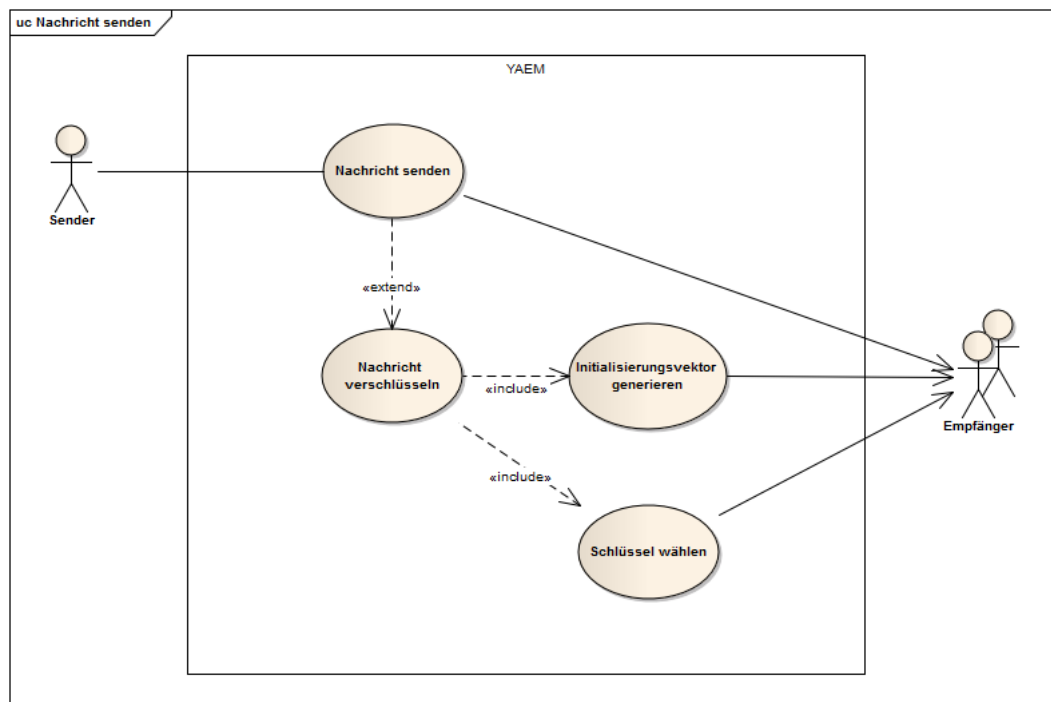 uc Nachricht senden
YAEM
Nachricht senden
Sender
«extend»
Nachricht
verschlüsseln
«include»
Initialisierungsvektor
generieren
Empfänger
«include»
Schlüssel wählen